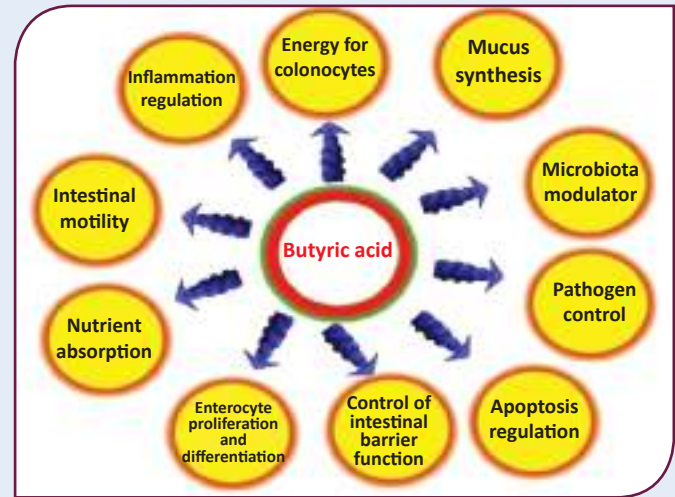 Energy for
colonocytes
Mucus
synthesis
Inflammation
regulation
Microbiota
modulator
Intestinal
motility
Butyric acid
Pathogen
control
Nutrient
absorption
Enterocyte
proliferation
and
differentiation
Control of
intestinal
barrier
function
Apoptosis
regulation